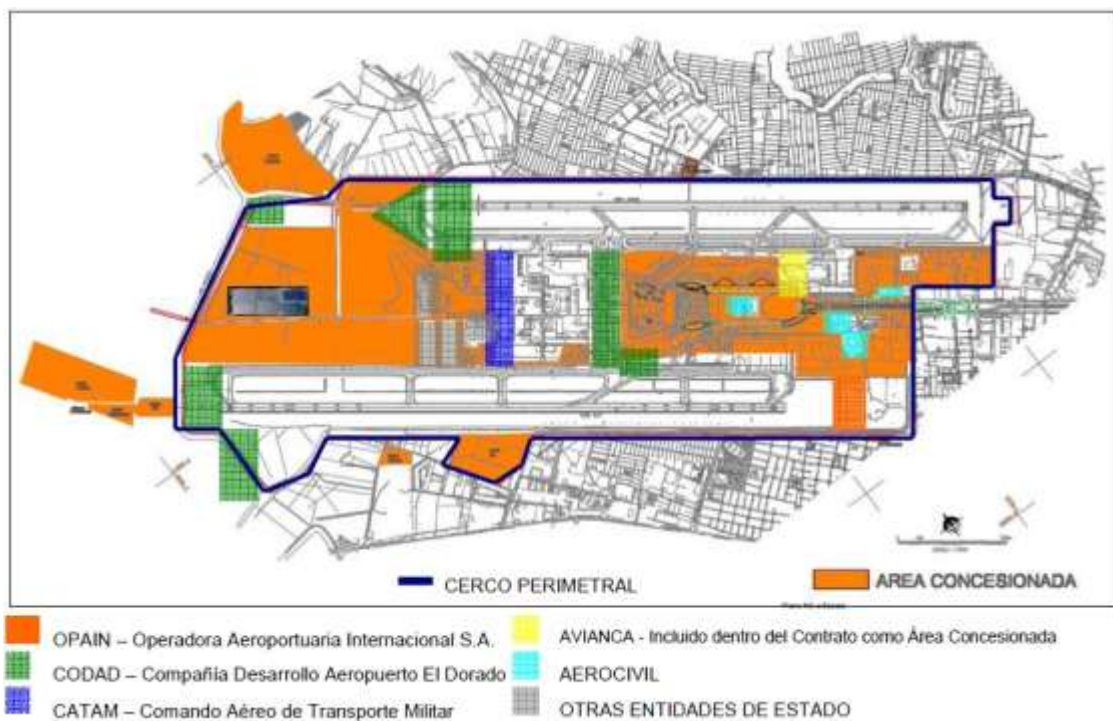 CERCO PERIMETRAL
AREA CONCESIONADA
OPAIN – Operadora Aeroportuaria Internacional S.A.
AVIANCA - Incluido dentro del Contrato como Área Concesionada
CODAD – Compañía Desarrollo Aeropuerto El Dorado
AEROCIVIL
CATAM – Comando Aéreo de Transporte Militar
OTRAS ENTIDADES DE ESTADO